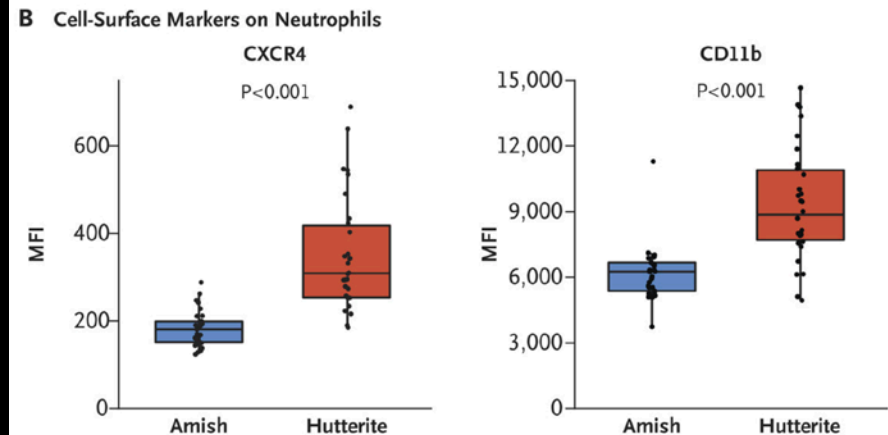 B Cell-Surface Markers on Neutrophils
CXCR4
P<0.001
600
400
200
0
MFI
Amish
Hutterite
CD11b
P<0.001
15,000
12,000
9,000
6,000
3,000
0
MFI
Amish
Hutterite